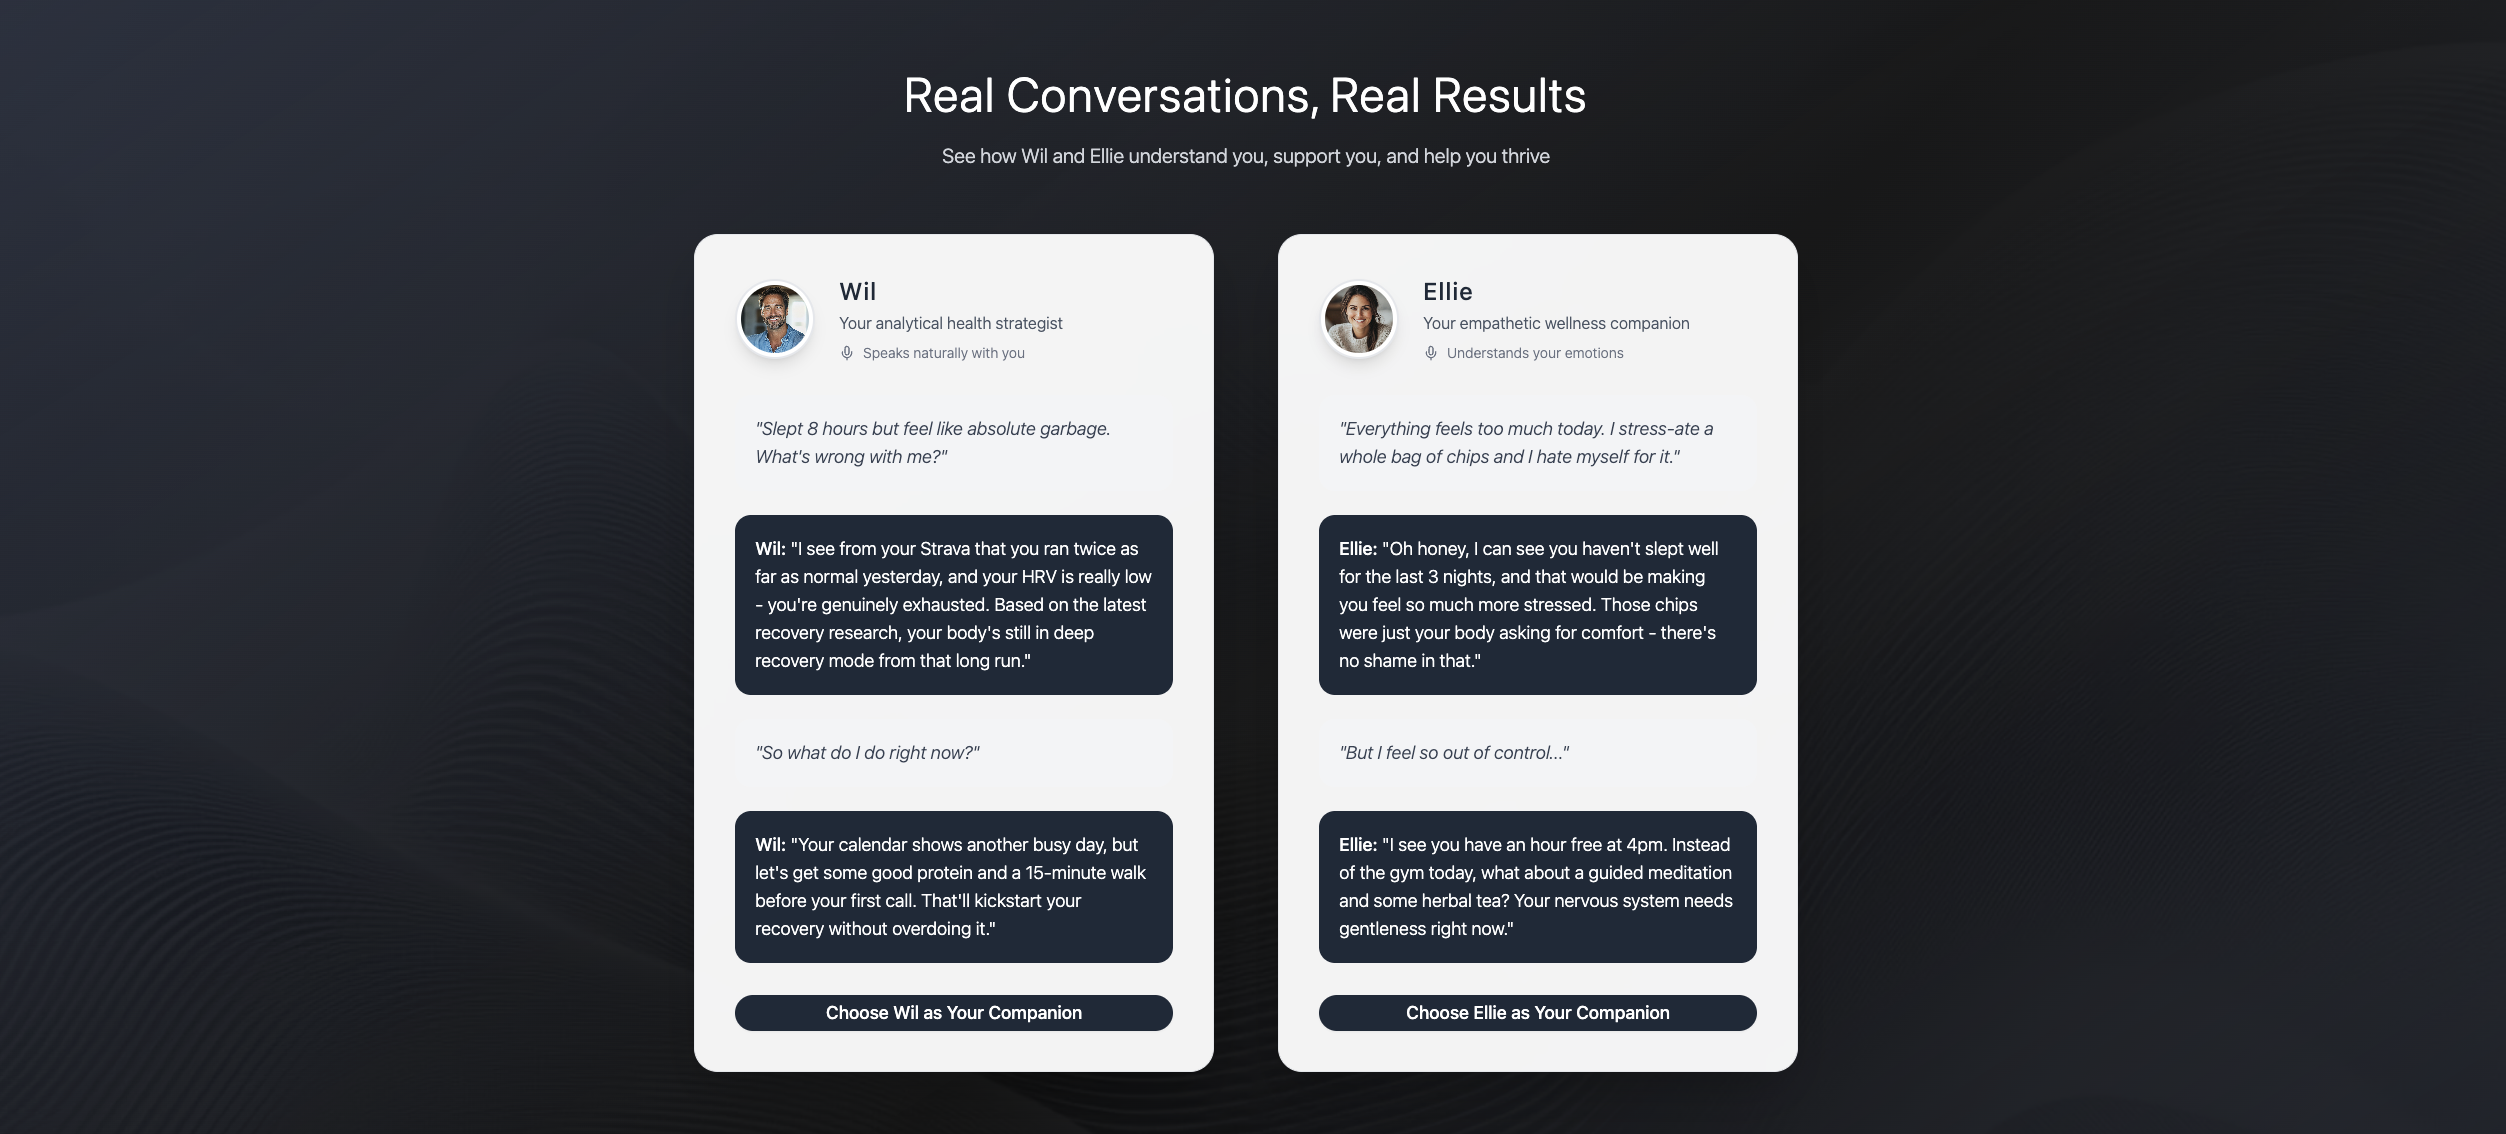 Real Conversations, Real Results
See how Wil and Ellie understand you, support you, and help you thrive
Wil
Your analytical health strategist
Speaks naturally with you
"Slept 8 hours but feel like absolute garbage.
What's wrong with me?"
Wil: "I see from your Strava that you ran twice as
far as normal yesterday, and your HRV is really low
- you're genuinely exhausted. Based on the latest
recovery research, your body's still in deep
recovery mode from that long run."
"So what do I do right now?"
Wil: "Your calendar shows another busy day, but
let's get some good protein and a 15-minute walk
before your first call. That'll kickstart your
recovery without overdoing it."
Choose Wil as Your Companion
Ellie
Your empathetic wellness companion
Understands your emotions
"Everything feels too much today. I stress-ate a
whole bag of chips and I hate myself for it."
Ellie: "Oh honey, I can see you haven't slept well
for the last 3 nights, and that would be making
you feel so much more stressed. Those chips
were just your body asking for comfort - there's
no shame in that."
"But I feel so out of control..."
Ellie: "I see you have an hour free at 4pm. Instead
of the gym today, what about a guided meditation
and some herbal tea? Your nervous system needs
gentleness right now."
Choose Ellie as Your Companion